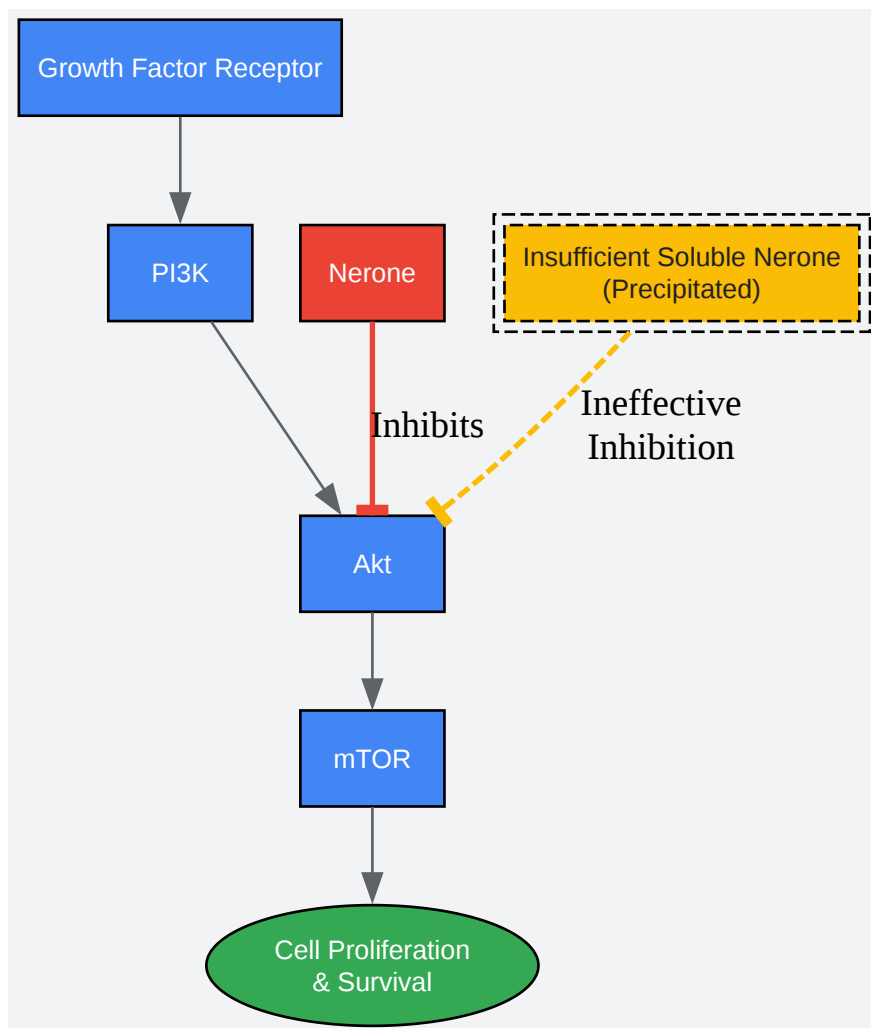 Growth Factor Receptor
PI3K
Nerone
Insufficient Soluble Nerone
(Precipitated)
Inhibits
Ineffective
Inhibition
Akt
mTOR
Cell Proliferation
& Survival